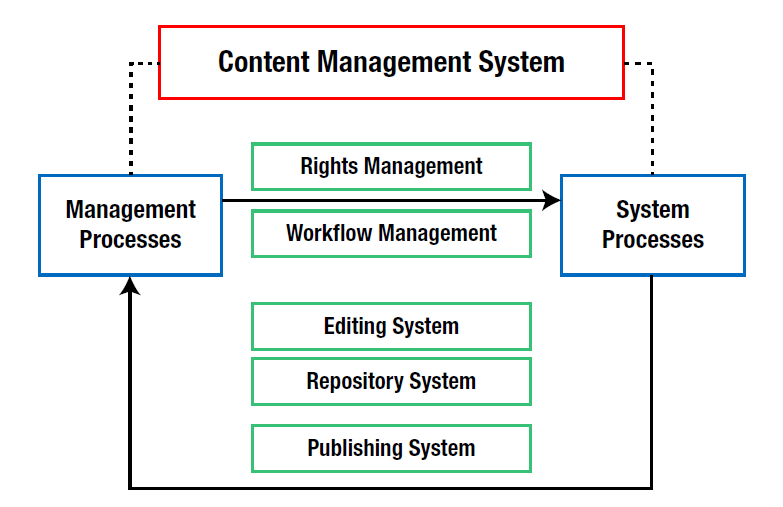 Content Management System
Rights Management
Management
Processes
System
Processes
Workflow Management
Editing System
Repository System
Publishing System